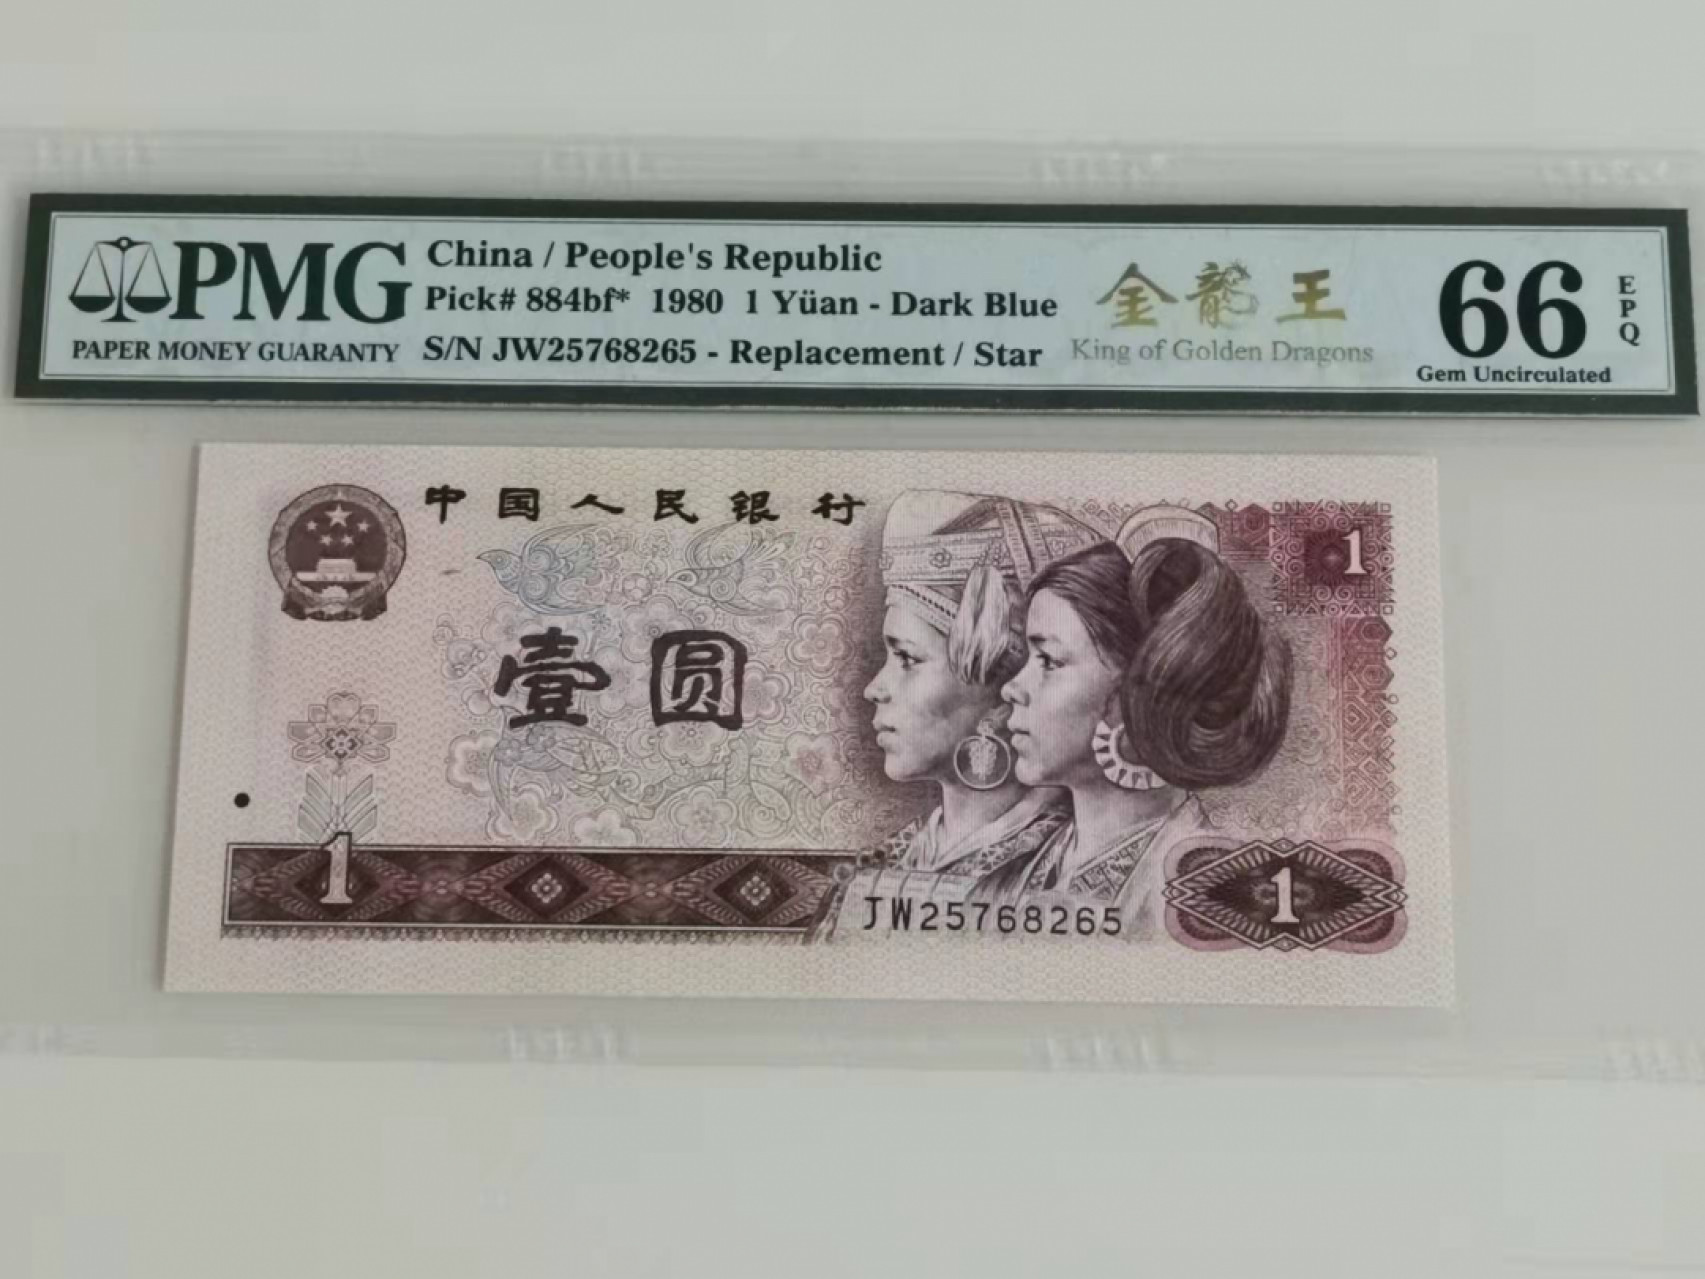 PMG
PAPER MONEY GUARANTY
China / People's Republic
Pick# 884bf* 1980 1 Yüan - Dark Blue
S/N JW25768265 - Replacement / Star
金龍王
King of Golden Dragons
66
EPQ
Gem Uncirculated
中国人民银行
1
壹圆
1
JW25768265
1